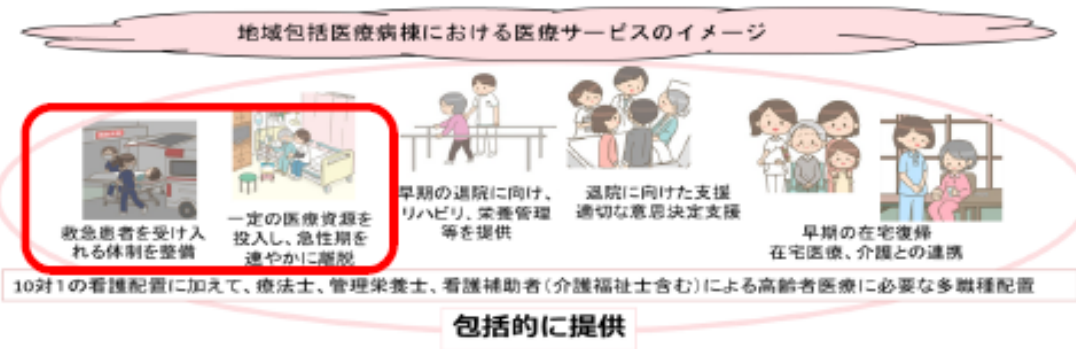 地域包括医療病棟における医療サービスのイメージ
救急患者を受け入
れる体制を整備
一定の医療資源を
投入し、急性期を
速やかに離脱
早期の退院に向け、
リハビリ、栄養管理
等を提供
退院に向けた支援
適切な意思決定支援
早期の在宅復帰
在宅医療、介護との連携
10対1の看護配置に加えて、療法士、管理栄養士、看護補助者(介護福祉士含む)による高齢者医療に必要な多職種配置
包括的に提供